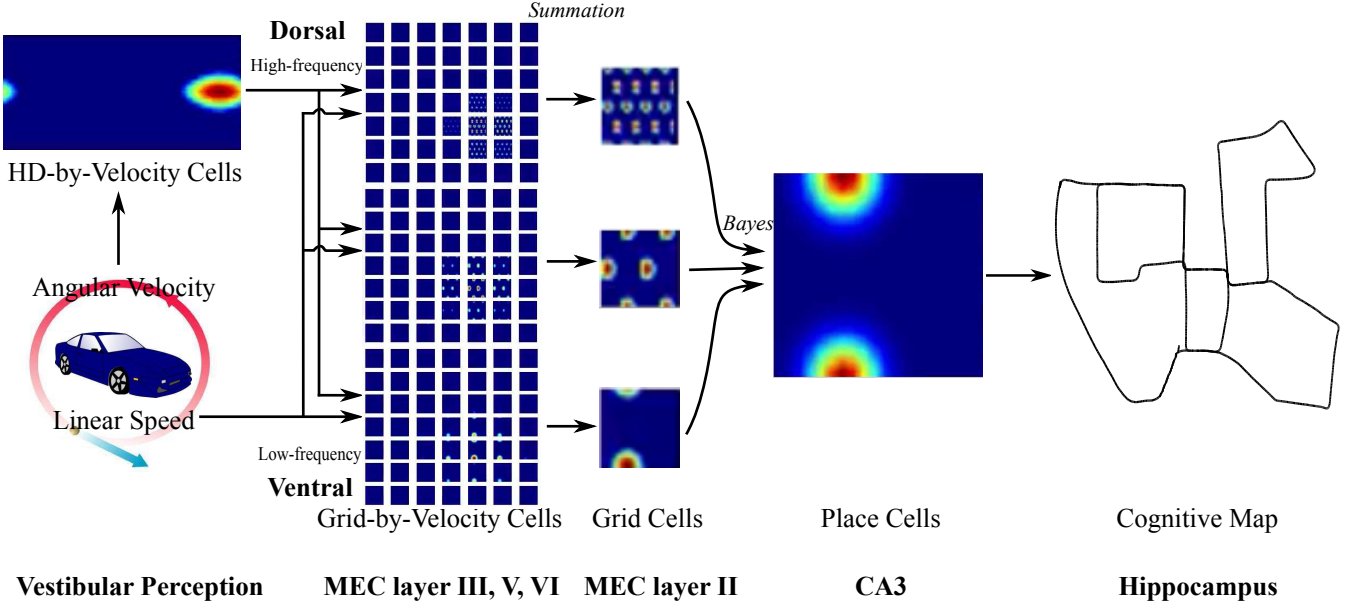 Summation
Dorsal
High-frequency
HD-by-Velocity Cells
Bayes
Angular Velocity
Linear Speed
Low-frequency
Ventral
Grid-by-Velocity Cells
Grid Cells
Place Cells
Cognitive Map
Vestibular Perception
MEC layer III, V, VI
MEC layer II
CA3
Hippocampus